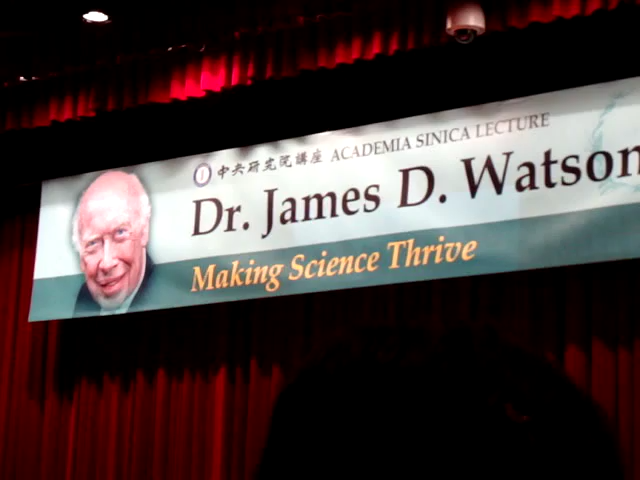 中央研究院講座 ACADEMIA SINICA LECTURE
Dr. James D. Watson
Making Science Thrive